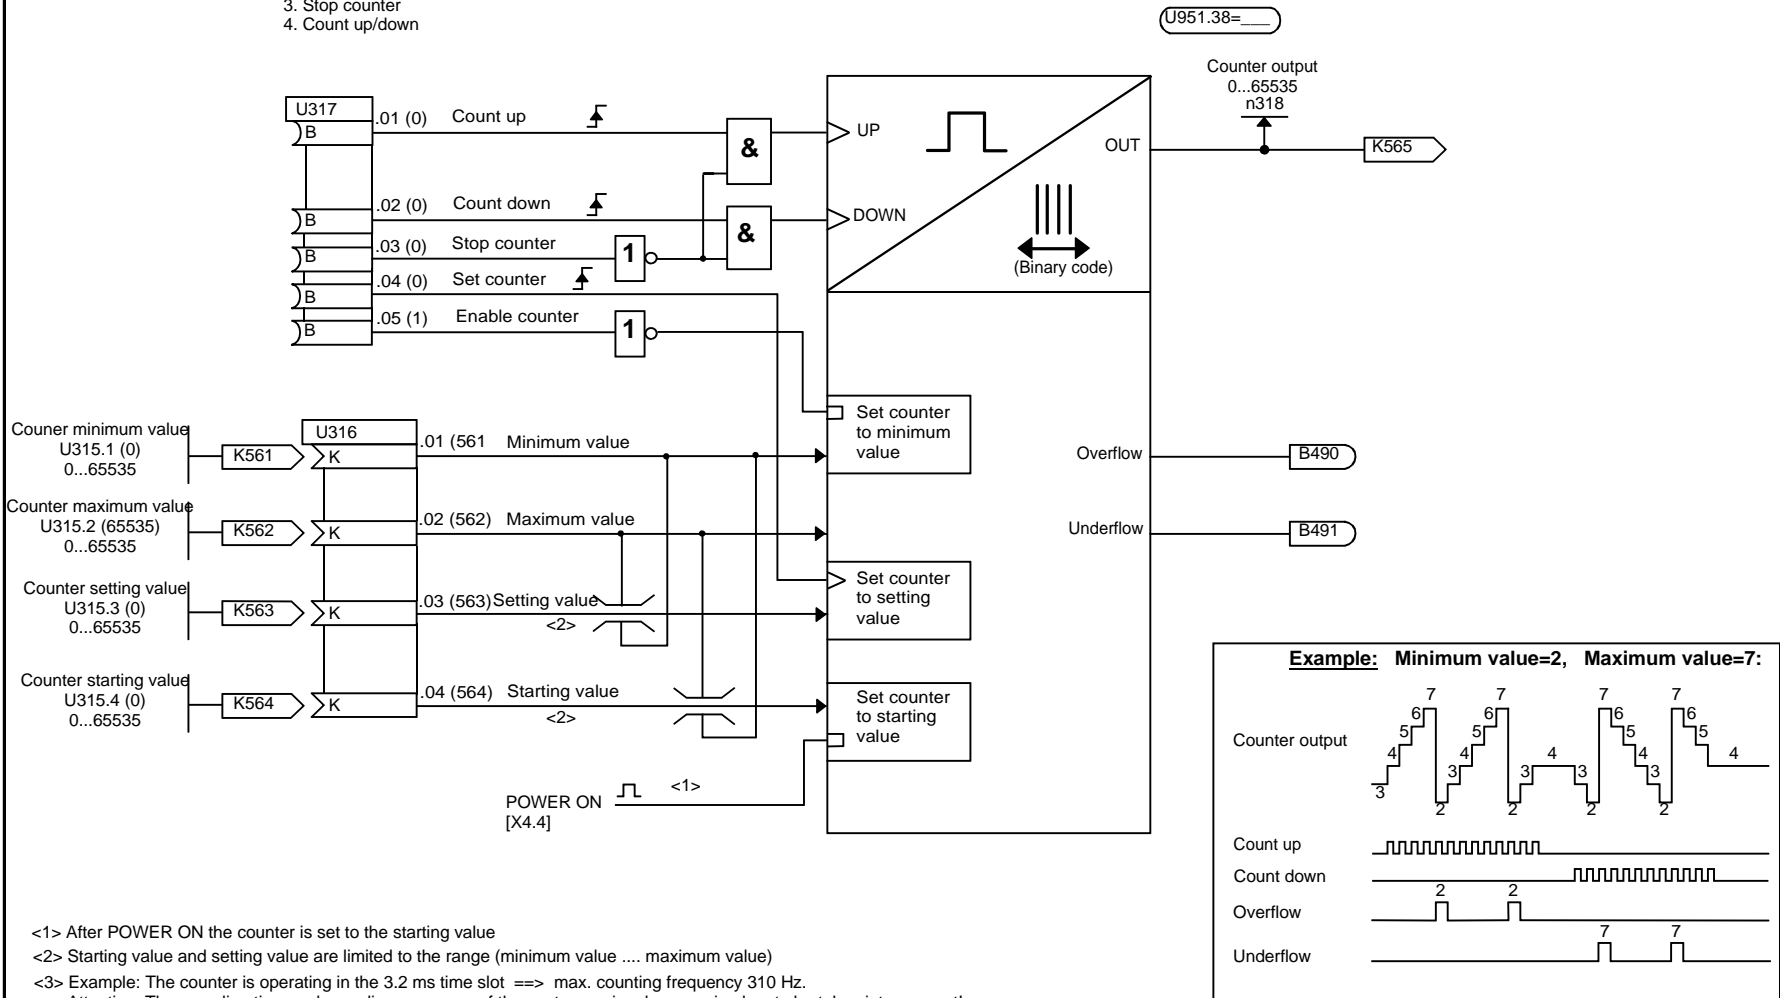 3. Stop counter
4. Count up/down
U951.38=___
Counter output
0...65535
n318
U317
B
.01 (0) Count up
&
UP
OUT
K565
B
.02 (0) Count down
&
DOWN
B
.03 (0) Stop counter
1
(Binary code)
B
.04 (0) Set counter
B
.05 (1) Enable counter
1
Couner minimum value
U315.1 (0)
0...65535
K561
U316
K
.01 (561 Minimum value
Set counter
to minimum
value
Overflow
B490
Counter maximum value
U315.2 (65535)
0...65535
K562
K
.02 (562) Maximum value
Underflow
B491
Counter setting value
U315.3 (0)
0...65535
K563
K
.03 (563) Setting value
<2>
Set counter
to setting
value
Counter starting value
U315.4 (0)
0...65535
K564
K
.04 (564) Starting value
<2>
Set counter
to starting
value
POWER ON
[X4.4]
<1>
Example: Minimum value=2, Maximum value=7:
Counter output
3 4 5 6 7 2 3 4 5 6 7 2 3 4 3 2 7 6 5 4 3 2 7 6 5 4
Count up
Count down
Overflow
2 2
Underflow
7 7
<1> After POWER ON the counter is set to the starting value
<2> Starting value and setting value are limited to the range (minimum value .... maximum value)
<3> Example: The counter is operating in the 3.2 ms time slot ==> max. counting frequency 310 Hz.